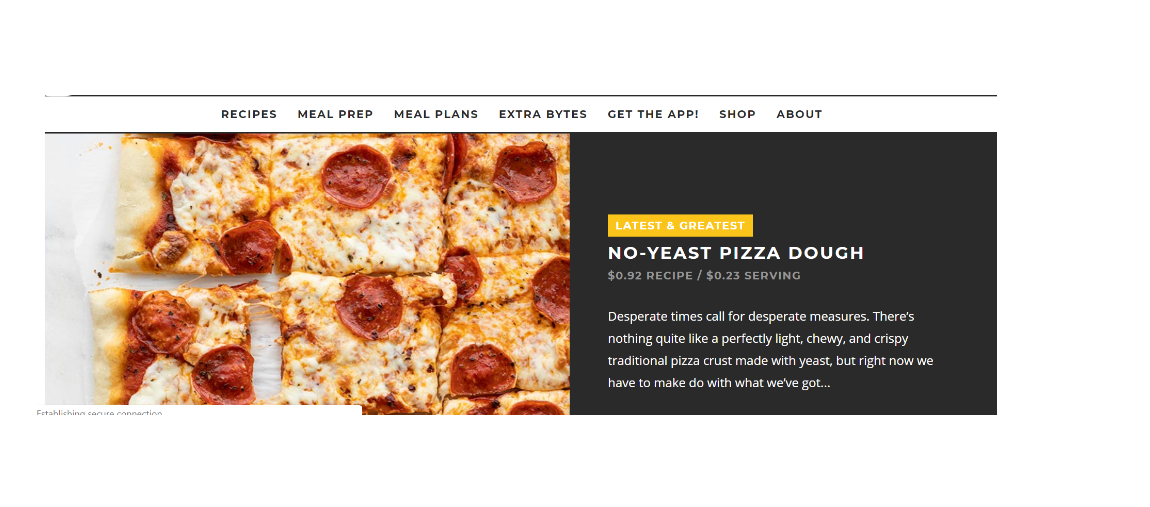 RECIPES MEAL PREP MEAL PLANS EXTRA BYTES GET THE APP! SHOP ABOUT
LATEST & GREATEST
NO-YEAST PIZZA DOUGH
$0.92 RECIPE / $0.23 SERVING
Desperate times call for desperate measures. There’s
nothing quite like a perfectly light, chewy, and crispy
traditional pizza crust made with yeast, but right now we
have to make do with what we’ve got...
Establishing secure connection